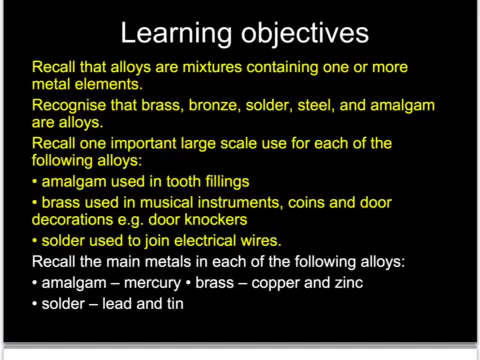 Learning objectives
Recall that alloys are mixtures containing one or more
metal elements.
Recognise that brass, bronze, solder, steel, and amalgam
are alloys.
Recall one important large scale use for each of the
following alloys:
• amalgam used in tooth fillings
• brass used in musical instruments, coins and door
decorations e.g. door knockers
• solder used to join electrical wires.
Recall the main metals in each of the following alloys:
• amalgam – mercury • brass – copper and zinc
• solder – lead and tin